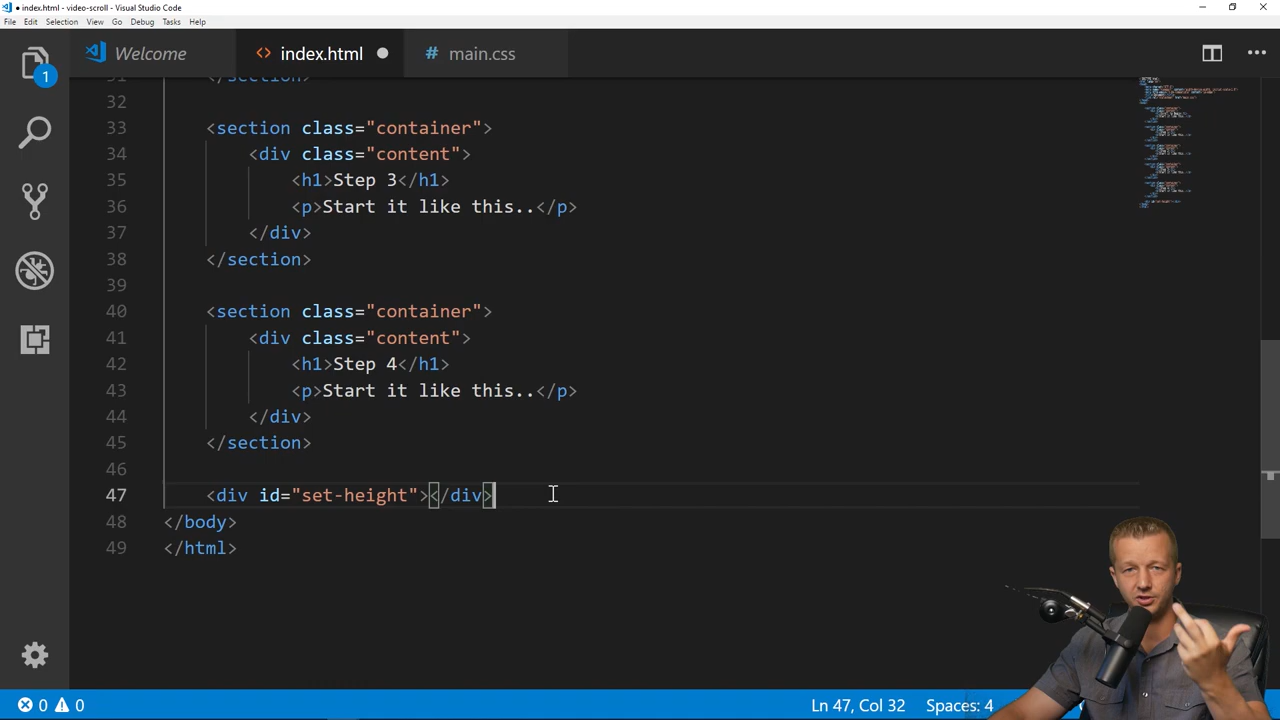 ● index.html - video-scroll - Visual Studio Code
File Edit Selection View Go Debug Tasks Help
Welcome <> index.html ● # main.css ...
1
31 </section>
32
33 <section class="container">
34 <div class="content">
35 <h1>Step 3</h1>
36 <p>Start it like this..</p>
37 </div>
38 </section>
39
40 <section class="container">
41 <div class="content">
42 <h1>Step 4</h1>
43 <p>Start it like this..</p>
44 </div>
45 </section>
46
47 <div id="set-height"></div>
48 </body>
49 </html>
0 0 Ln 47, Col 32 Spaces: 4